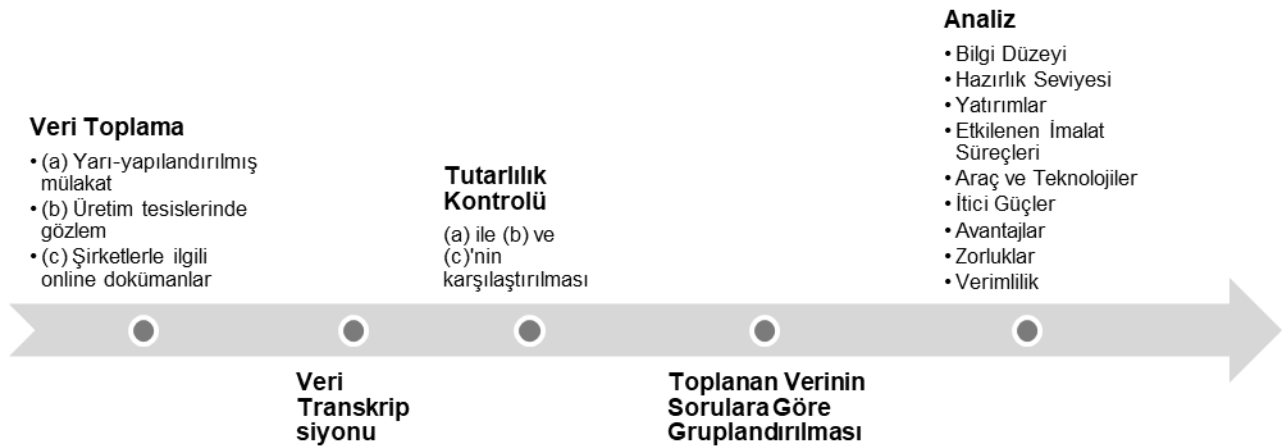 Veri Toplama
• (a) Yarı-yapılandırılmış
mülakat
• (b) Üretim tesislerinde
gözlem
• (c) Şirketlerle ilgili
online dokümanlar
Veri
Transkrip
siyonu
Tutarlılık
Kontrolü
(a) ile (b) ve
(c)'nin
karşılaştırılması
Toplanan Verinin
Sorulara Göre
Gruplandırılması
Analiz
• Bilgi Düzeyi
• Hazırlık Seviyesi
• Yatırımlar
• Etkilenen İmalat
Süreçleri
• Araç ve Teknolojiler
• İtici Güçler
• Avantajlar
• Zorluklar
• Verimlilik